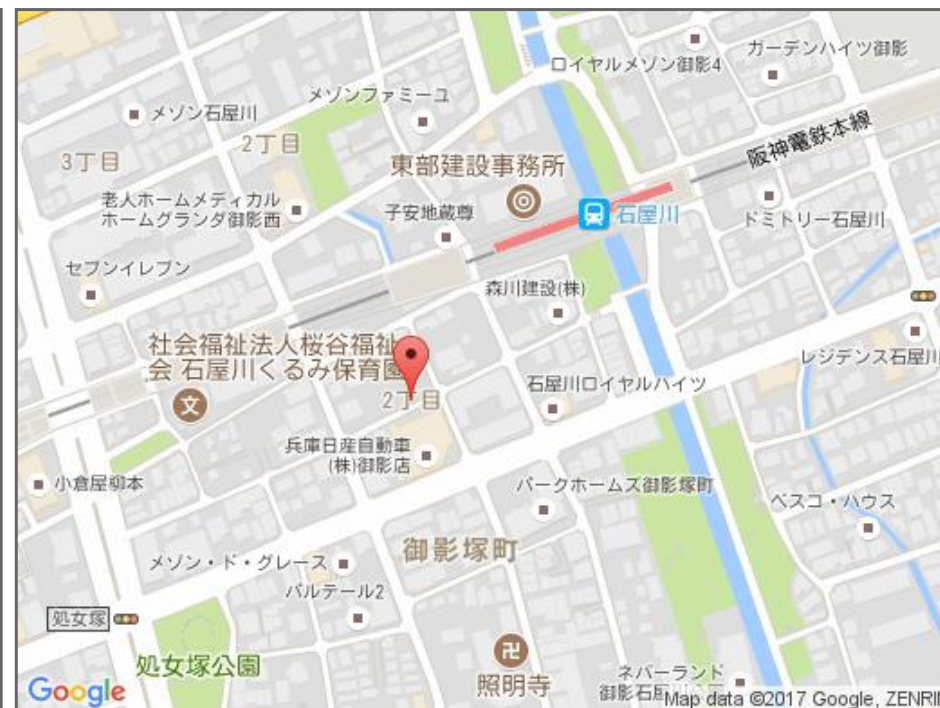 ロイヤルメゾン御影4
ガーデンハイツ御影
メゾン石屋川
メゾンファミーユ
2丁目
3丁目
阪神電鉄本線
東部建設事務所
老人ホームメディカル
ホームグランダ御影西
子安地蔵尊
石屋川
ドミトリー石屋川
セブンイレブン
森川建設(株)
社会福祉法人桜谷福祉
会 石屋川くるみ保育園
レジデンス石屋川
石屋川ロイヤルハイツ
2丁目
文
兵庫日産自動車
(株)御影店
小倉屋柳本
パークホームズ御影塚町
ベスコ・ハウス
御影塚町
メゾン・ド・グレース
パルテール2
処女塚
処女塚公園
照明寺
ネバーランド
御影石
Google
Map data ©2017 Google, ZENRI